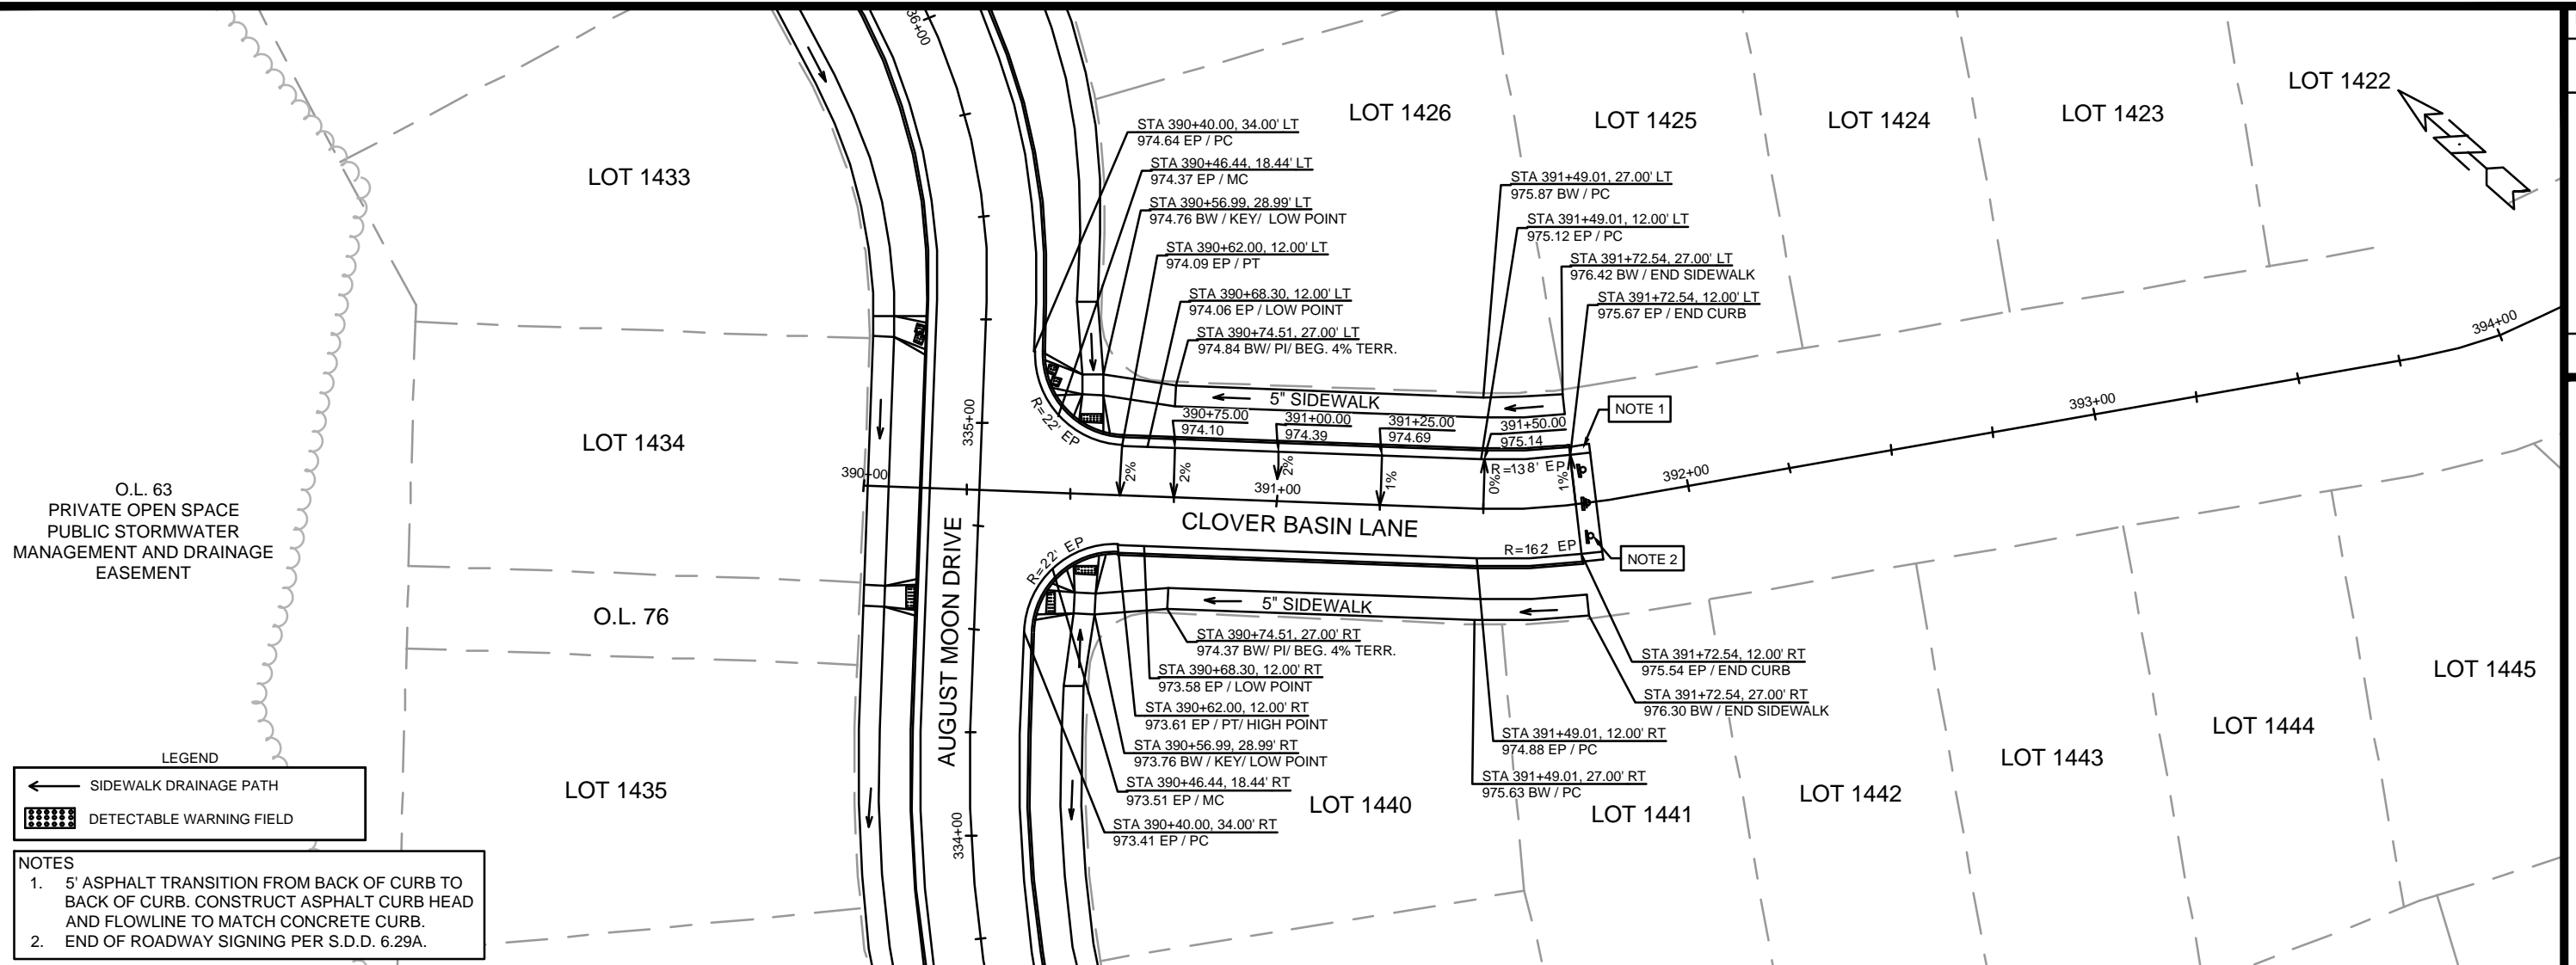 36+00
LOT 1433
LOT 1426
LOT 1425
LOT 1424
LOT 1423
LOT 1422
STA 390+40.00, 34.00' LT
974.64 EP / PC
STA 390+46.44, 18.44' LT
974.37 EP / MC
STA 390+56.99, 28.99' LT
974.76 BW / KEY/ LOW POINT
STA 390+62.00, 12.00' LT
974.09 EP / PT
STA 390+68.30, 12.00' LT
974.06 EP / LOW POINT
STA 390+74.51, 27.00' LT
974.84 BW/ PI/ BEG. 4% TERR.
STA 391+49.01, 27.00' LT
975.87 BW / PC
STA 391+49.01, 12.00' LT
975.12 EP / PC
STA 391+72.54, 27.00' LT
976.42 BW / END SIDEWALK
STA 391+72.54, 12.00' LT
975.67 EP / END CURB
394+00
393+00
392+00
NOTE 1
5" SIDEWALK
390+75.00
974.10
391+00.00
974.39
391+25.00
974.69
391+50.00
975.14
R=22' EP
335+00
LOT 1434
390+00
2%
2%
2%
1%
0%
1%
R=138' EP
391+00
CLOVER BASIN LANE
AUGUST MOON DRIVE
R=22' EP
R=162 EP
NOTE 2
O.L. 63
PRIVATE OPEN SPACE
PUBLIC STORMWATER
MANAGEMENT AND DRAINAGE
EASEMENT
O.L. 76
5" SIDEWALK
STA 390+74.51, 27.00' RT
974.37 BW/ PI/ BEG. 4% TERR.
STA 390+68.30, 12.00' RT
973.58 EP / LOW POINT
STA 390+62.00, 12.00' RT
973.61 EP / PT/ HIGH POINT
STA 390+56.99, 28.99' RT
973.76 BW / KEY/ LOW POINT
STA 390+46.44, 18.44' RT
973.51 EP / MC
STA 390+40.00, 34.00' RT
973.41 EP / PC
STA 391+72.54, 12.00' RT
975.54 EP / END CURB
STA 391+72.54, 27.00' RT
976.30 BW / END SIDEWALK
STA 391+49.01, 12.00' RT
974.88 EP / PC
STA 391+49.01, 27.00' RT
975.63 BW / PC
334+00
LOT 1435
LOT 1440
LOT 1441
LOT 1442
LOT 1443
LOT 1444
LOT 1445
LEGEND
SIDEWALK DRAINAGE PATH
DETECTABLE WARNING FIELD
NOTES
1. 5' ASPHALT TRANSITION FROM BACK OF CURB TO
BACK OF CURB. CONSTRUCT ASPHALT CURB HEAD
AND FLOWLINE TO MATCH CONCRETE CURB.
2. END OF ROADWAY SIGNING PER S.D.D. 6.29A.